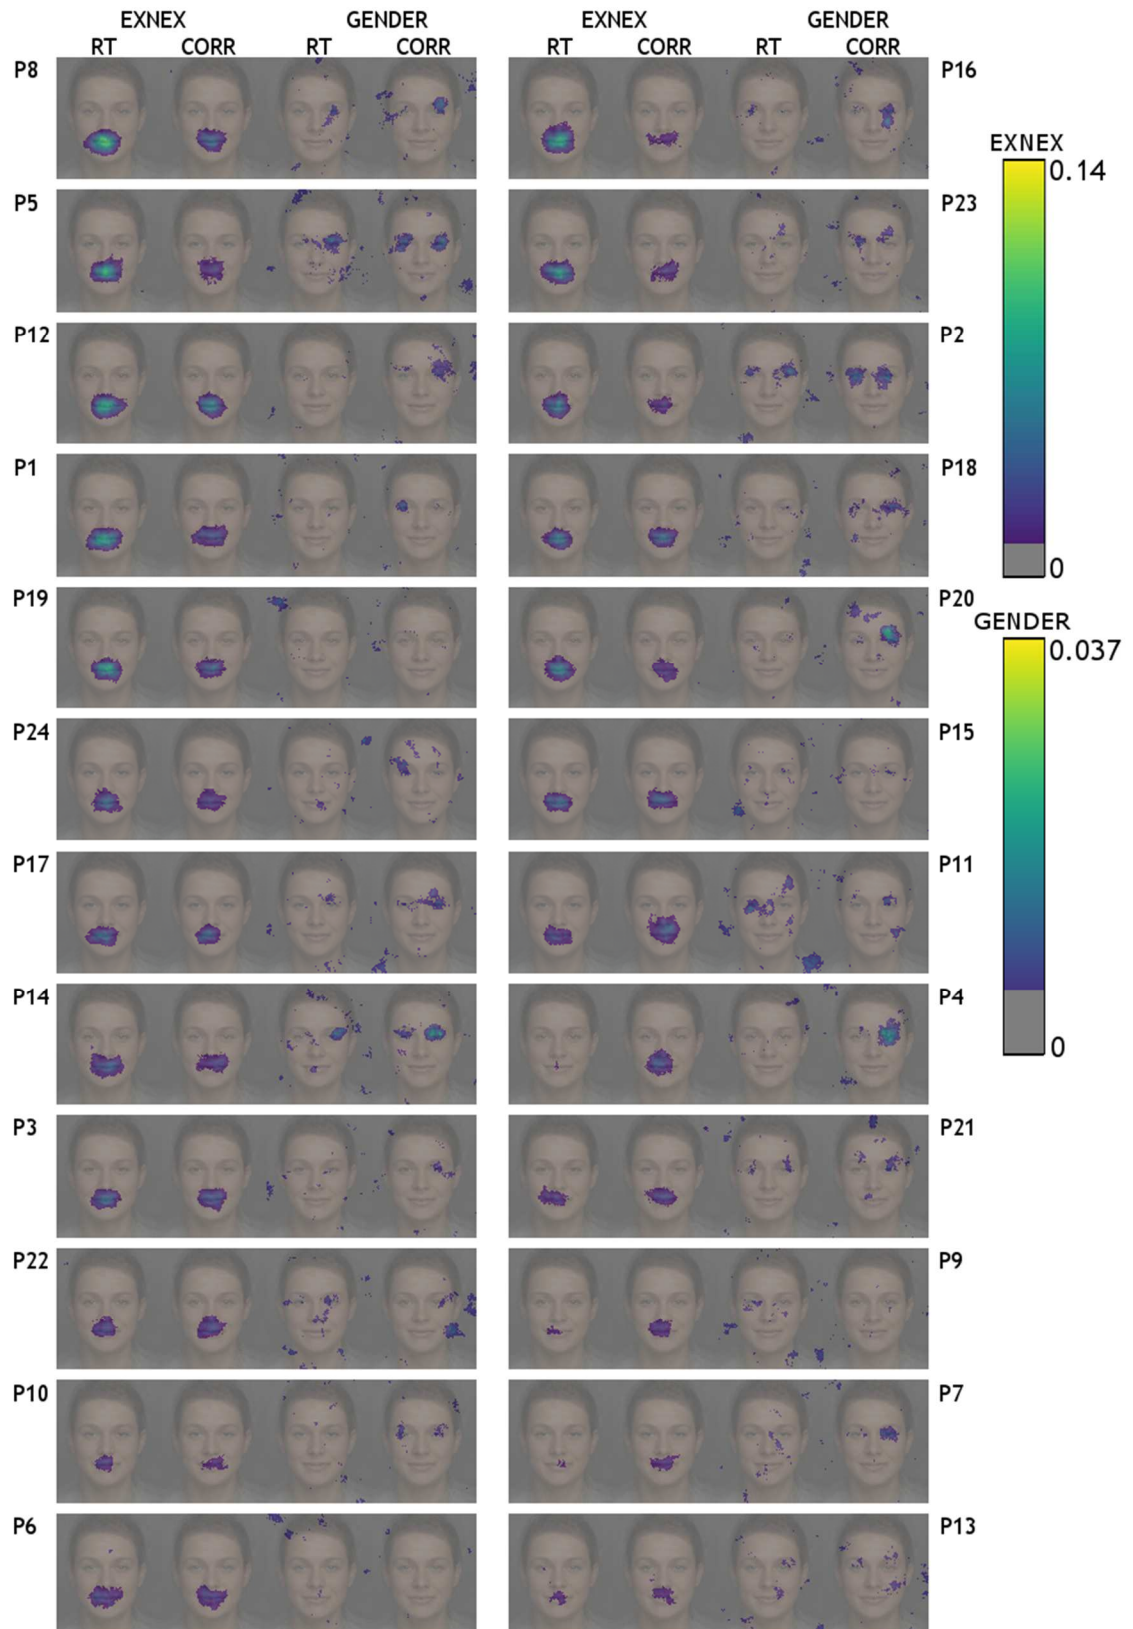 EXNEX GENDER EXNEX GENDER
RT CORR RT CORR RT CORR RT CORR
P8 P16
EXNEX
0.14
P5 P23
P12 P2
P1 P18
0
P19 P20
GENDER
0.037
P24 P15
P17 P11
P14 P4
0
P3 P21
P22 P9
P10 P7
P6 P13